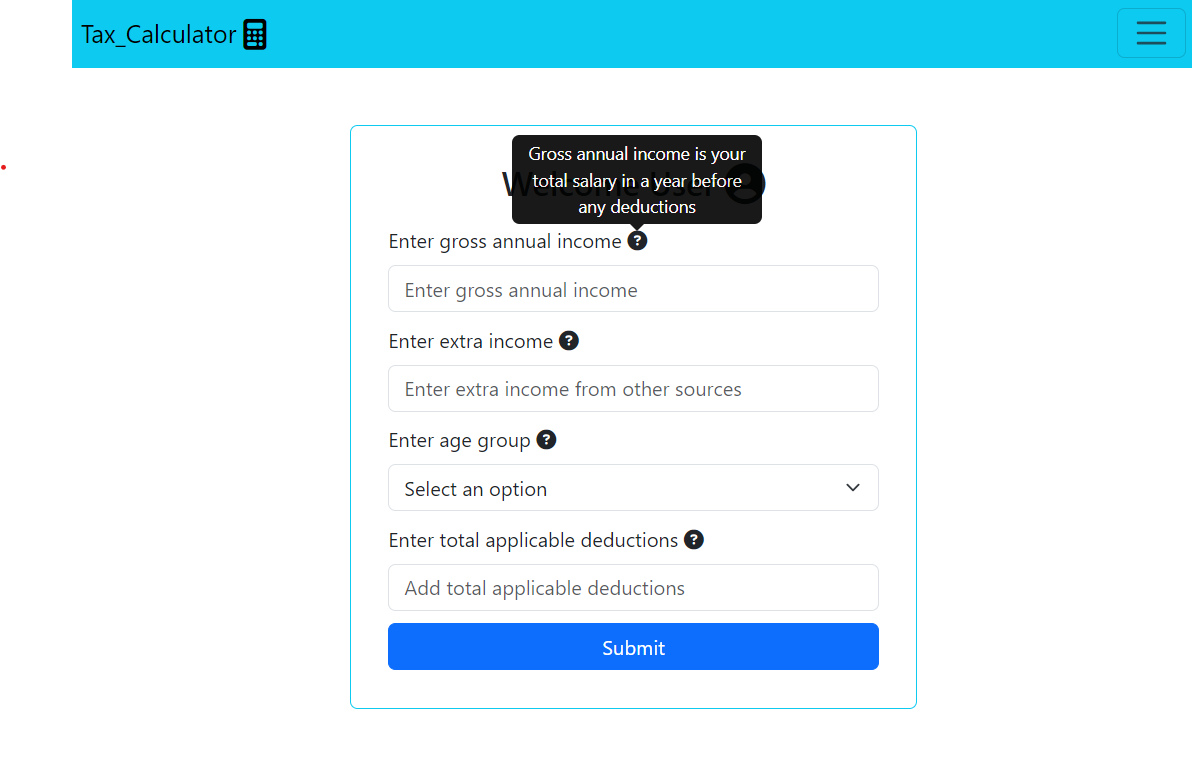 Tax_Calculator
Gross annual income is your
total salary in a year before
any deductions
Welcome User
Enter gross annual income
Enter gross annual income
Enter extra income
Enter extra income from other sources
Enter age group
Select an option
Enter total applicable deductions
Add total applicable deductions
Submit